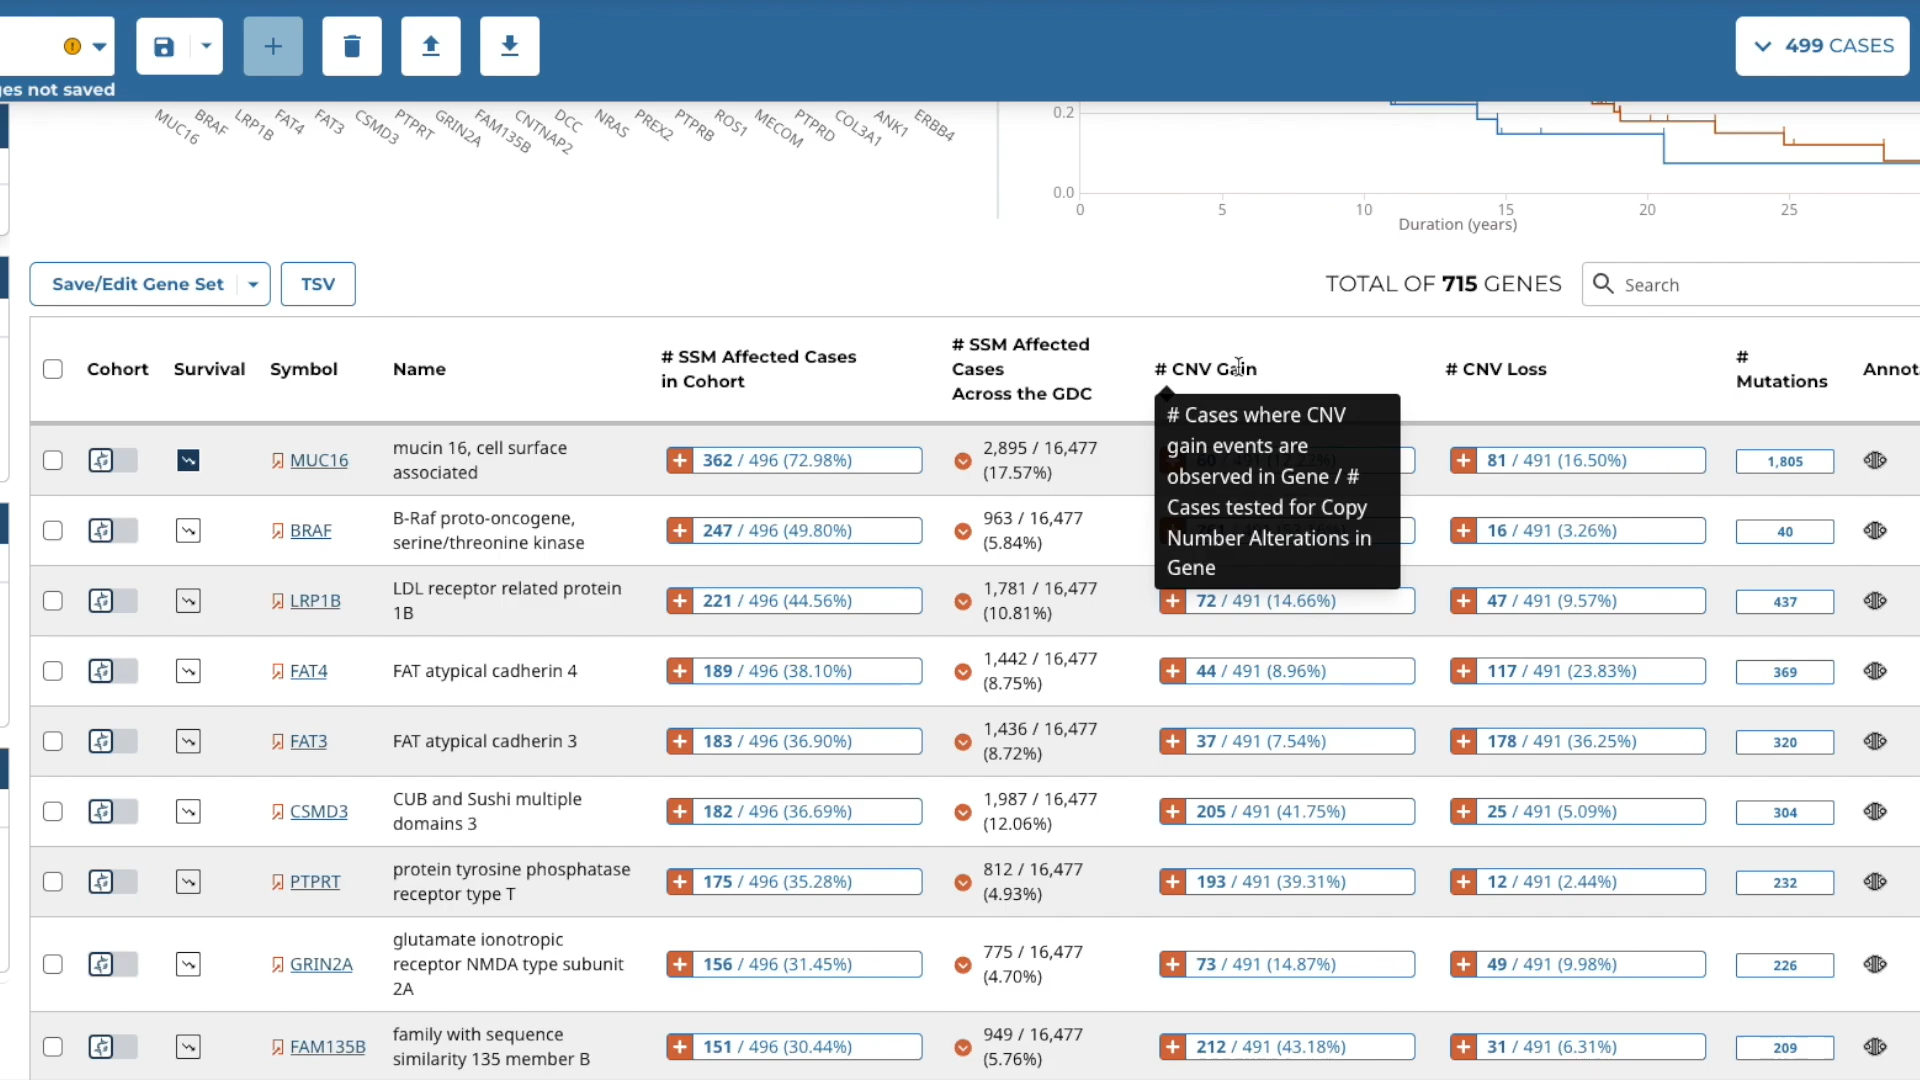 499 CASES
ges not saved
MUC16 BRAF LRP1B FAT4 FAT3 CSMD3 PTPRT GRIN2A FAM135B CNTNAP2 DCC NRAS PREX2 PTPRB ROS1 MECOM PTPRD COL3A1 ANK1 ERBB4
0.2
0.0
0 5 10 15 20 25
Duration (years)
Save/Edit Gene Set TSV TOTAL OF 715 GENES Search
Cohort Survival Symbol Name # SSM Affected Cases
in Cohort
# SSM Affected
Cases
Across the GDC
# CNV Gain # CNV Loss #
Mutations
Annot
# Cases where CNV
gain events are
observed in Gene / #
Cases tested for Copy
Number Alterations in
Gene
MUC16 mucin 16, cell surface
associated
362 / 496 (72.98%) 2,895 / 16,477
(17.57%)
81 / 491 (16.50%) 1,805
BRAF B-Raf proto-oncogene,
serine/threonine kinase
247 / 496 (49.80%) 963 / 16,477
(5.84%)
16 / 491 (3.26%) 40
LRP1B LDL receptor related protein
1B
221 / 496 (44.56%) 1,781 / 16,477
(10.81%)
72 / 491 (14.66%) 47 / 491 (9.57%) 437
FAT4 FAT atypical cadherin 4 189 / 496 (38.10%) 1,442 / 16,477
(8.75%)
44 / 491 (8.96%) 117 / 491 (23.83%) 369
FAT3 FAT atypical cadherin 3 183 / 496 (36.90%) 1,436 / 16,477
(8.72%)
37 / 491 (7.54%) 178 / 491 (36.25%) 320
CSMD3 CUB and Sushi multiple
domains 3
182 / 496 (36.69%) 1,987 / 16,477
(12.06%)
205 / 491 (41.75%) 25 / 491 (5.09%) 304
PTPRT protein tyrosine phosphatase
receptor type T
175 / 496 (35.28%) 812 / 16,477
(4.93%)
193 / 491 (39.31%) 12 / 491 (2.44%) 232
GRIN2A glutamate ionotropic
receptor NMDA type subunit
2A
156 / 496 (31.45%) 775 / 16,477
(4.70%)
73 / 491 (14.87%) 49 / 491 (9.98%) 226
FAM135B family with sequence
similarity 135 member B
151 / 496 (30.44%) 949 / 16,477
(5.76%)
212 / 491 (43.18%) 31 / 491 (6.31%) 209